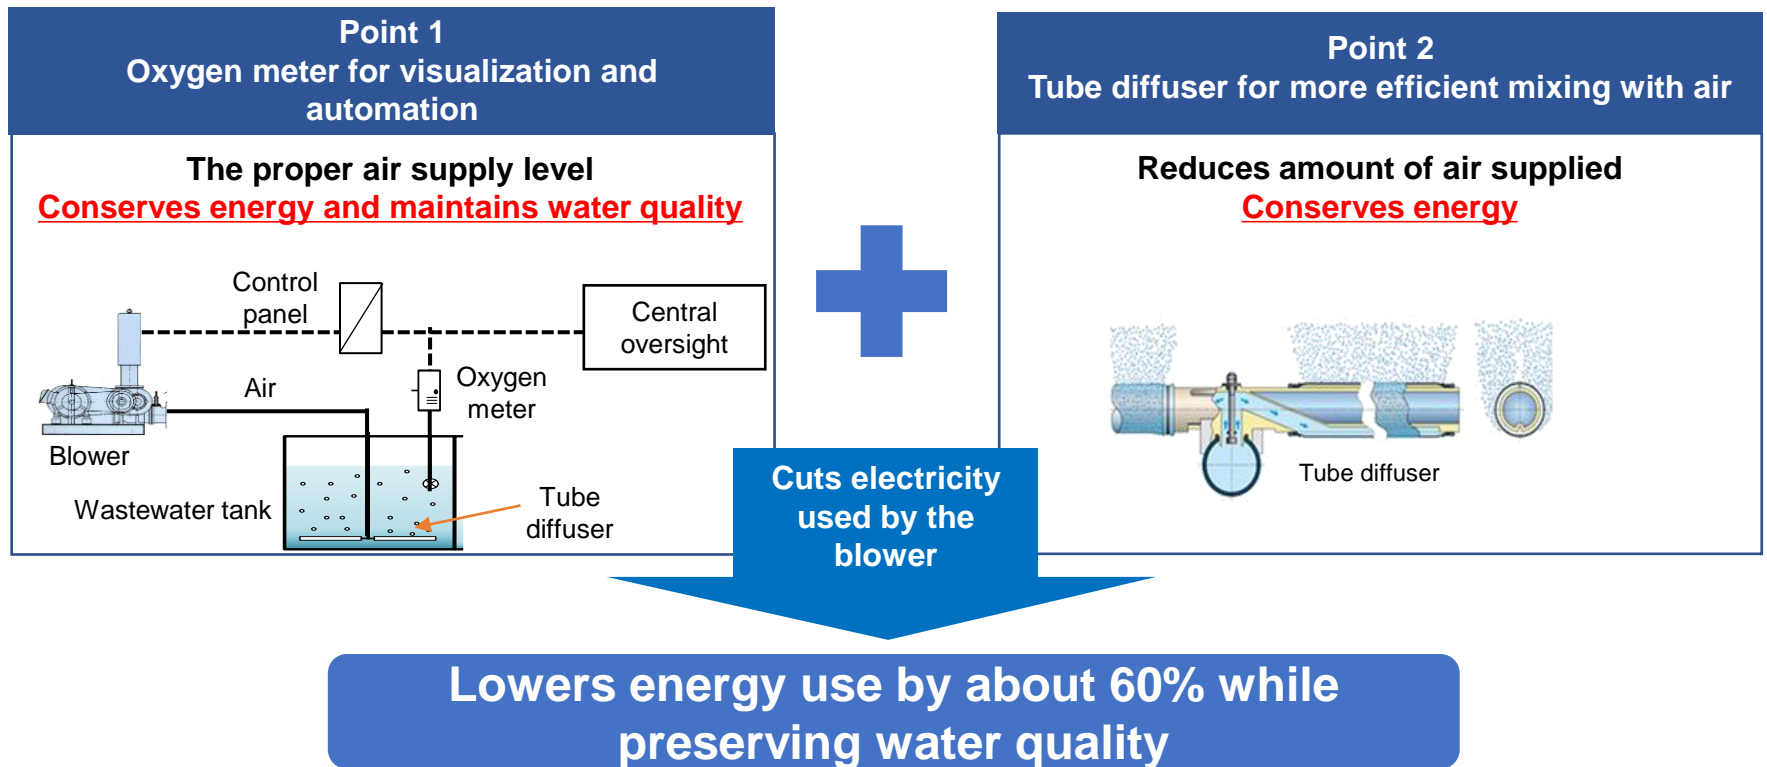 Point 1
Oxygen meter for visualization and
automation
The proper air supply level
Conserves energy and maintains water quality
Control
panel
Central
oversight
Air
Oxygen
meter
Blower
Wastewater tank
Tube
diffuser
Point 2
Tube diffuser for more efficient mixing with air
Reduces amount of air supplied
Conserves energy
Tube diffuser
Cuts electricity
used by the
blower
Lowers energy use by about 60% while
preserving water quality